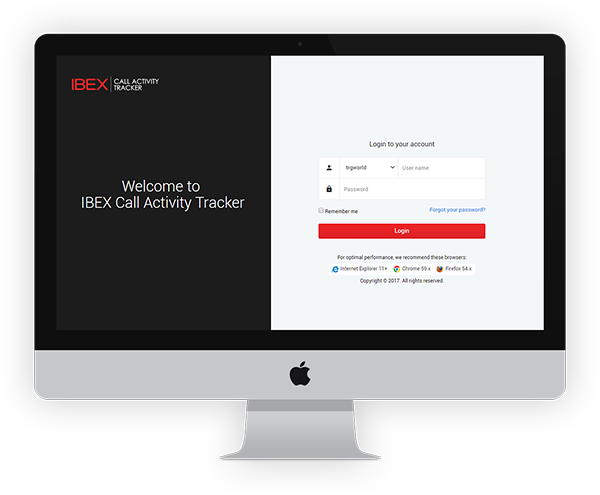 IBEX CALL ACTIVITY
TRACKER
Welcome to
IBEX Call Activity Tracker
Login to your account
trgworld User name
Password
Remember me Forgot your password?
Login
For optimal performance, we recommend these browsers:
Internet Explorer 11+ Chrome 59.x Firefox 54.x
Copyright © 2017. All rights reserved.